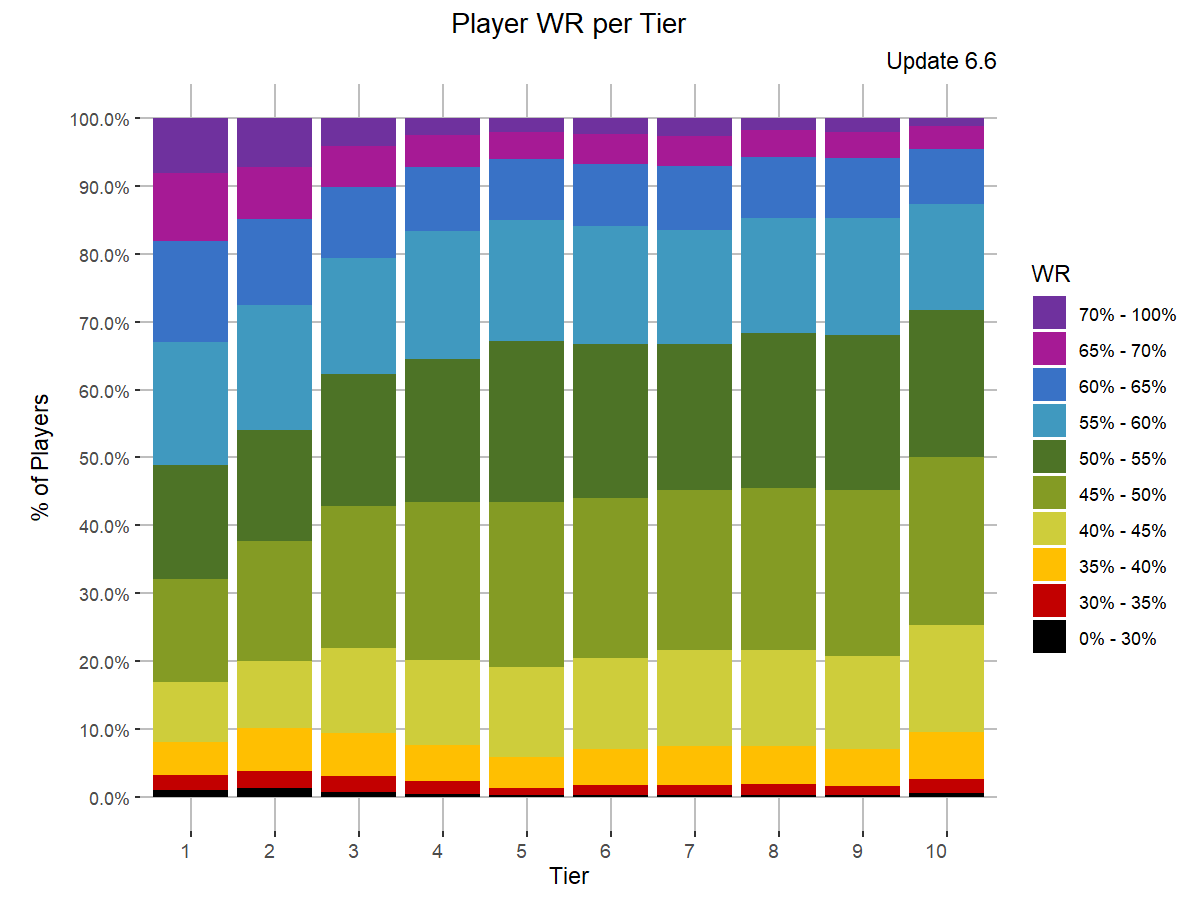 Player WR per Tier
Update 6.6
% of Players
100.0%
90.0%
80.0%
70.0%
60.0%
50.0%
40.0%
30.0%
20.0%
10.0%
0.0%
1 2 3 4 5 6 7 8 9 10
Tier
WR
70% - 100%
65% - 70%
60% - 65%
55% - 60%
50% - 55%
45% - 50%
40% - 45%
35% - 40%
30% - 35%
0% - 30%